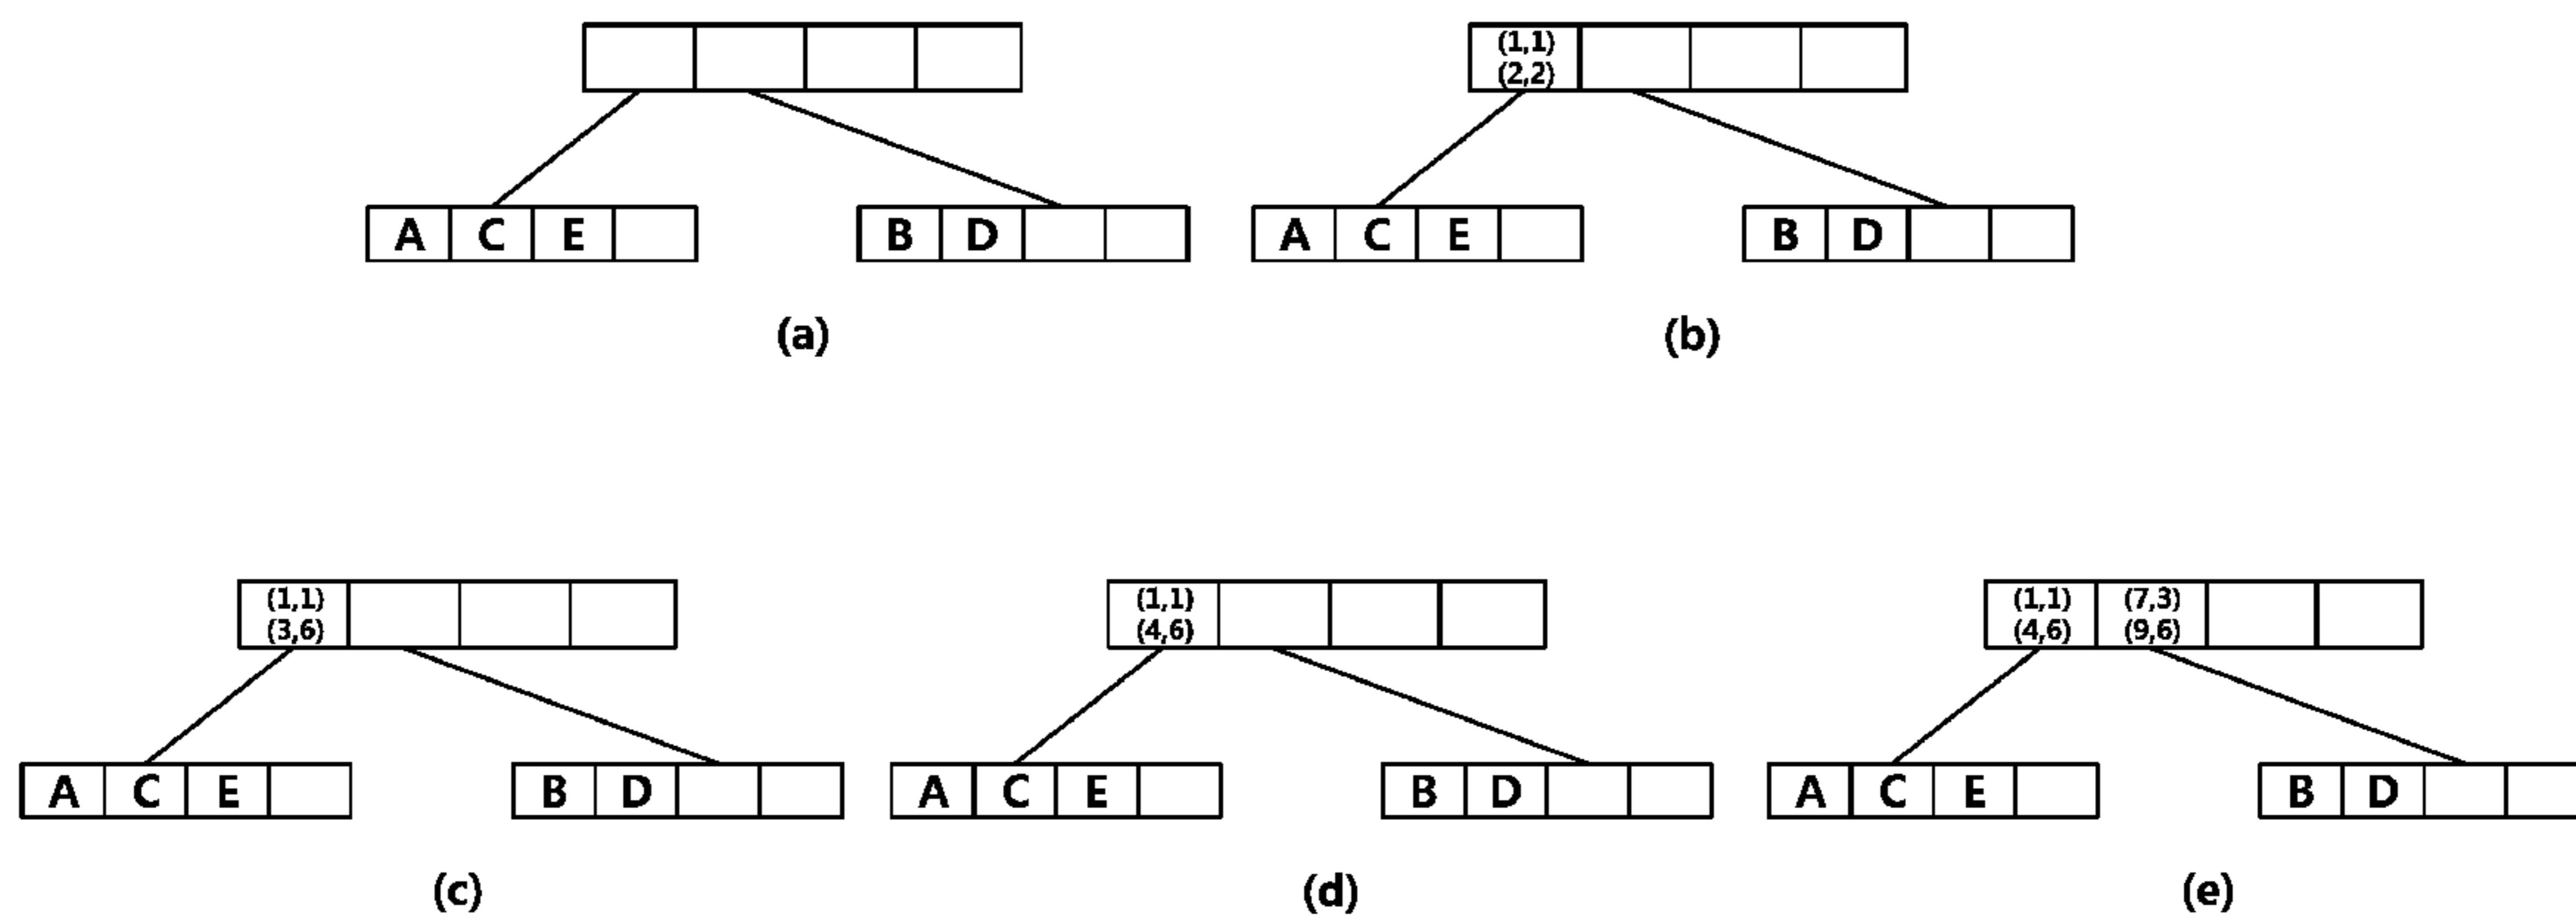 (1,1)
(2,2)
A C E
B D
A C E
B D
(a)
(b)
(1,1)
(3,6)
(1,1)
(4,6)
(1,1) (7,3)
(4,6) (9,6)
A C E
B D
A C E
B D
A C E
B D
(c)
(d)
(e)